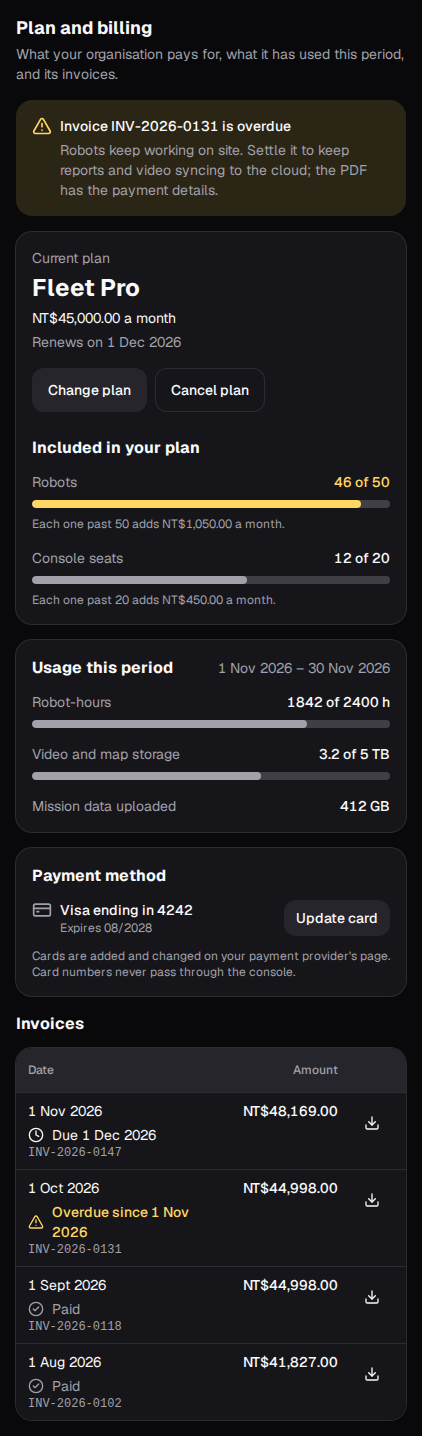 Plan and billing
What your organisation pays for, what it has used this period,
and its invoices.
Invoice INV-2026-0131 is overdue
Robots keep working on site. Settle it to keep
reports and video syncing to the cloud; the PDF
has the payment details.
Current plan
Fleet Pro
NT$45,000.00 a month
Renews on 1 Dec 2026
Change plan
Cancel plan
Included in your plan
Robots 46 of 50
Each one past 50 adds NT$1,050.00 a month.
Console seats 12 of 20
Each one past 20 adds NT$450.00 a month.
Usage this period 1 Nov 2026 – 30 Nov 2026
Robot-hours 1842 of 2400 h
Video and map storage 3.2 of 5 TB
Mission data uploaded 412 GB
Payment method
Visa ending in 4242
Expires 08/2028
Update card
Cards are added and changed on your payment provider's page.
Card numbers never pass through the console.
Invoices
Date Amount
1 Nov 2026 NT$48,169.00
Due 1 Dec 2026
INV-2026-0147
1 Oct 2026 NT$44,998.00
Overdue since 1 Nov
2026
INV-2026-0131
1 Sept 2026 NT$44,998.00
Paid
INV-2026-0118
1 Aug 2026 NT$41,827.00
Paid
INV-2026-0102